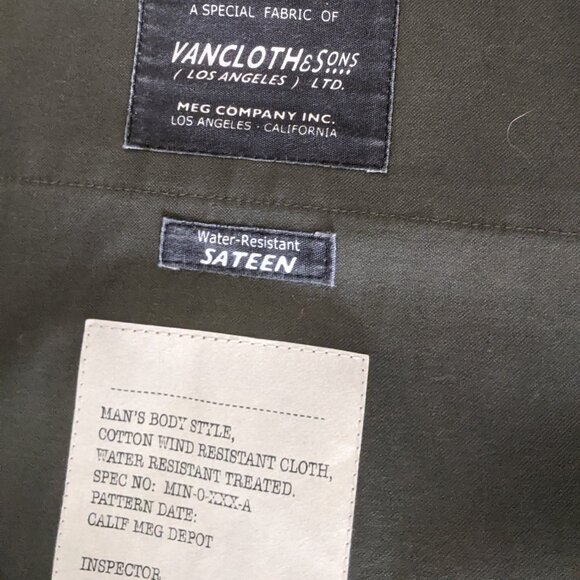 A SPECIAL FABRIC OF
VANCLOTH & SONS
( LOS ANGELES ) LTD.
MEG COMPANY INC.
LOS ANGELES · CALIFORNIA
Water-Resistant
SATEEN
MAN'S BODY STYLE,
COTTON WIND RESISTANT CLOTH,
WATER RESISTANT TREATED.
SPEC NO: MIN-0-XXX-A
PATTERN DATE:
CALIF MEG DEPOT
INSPECTOR